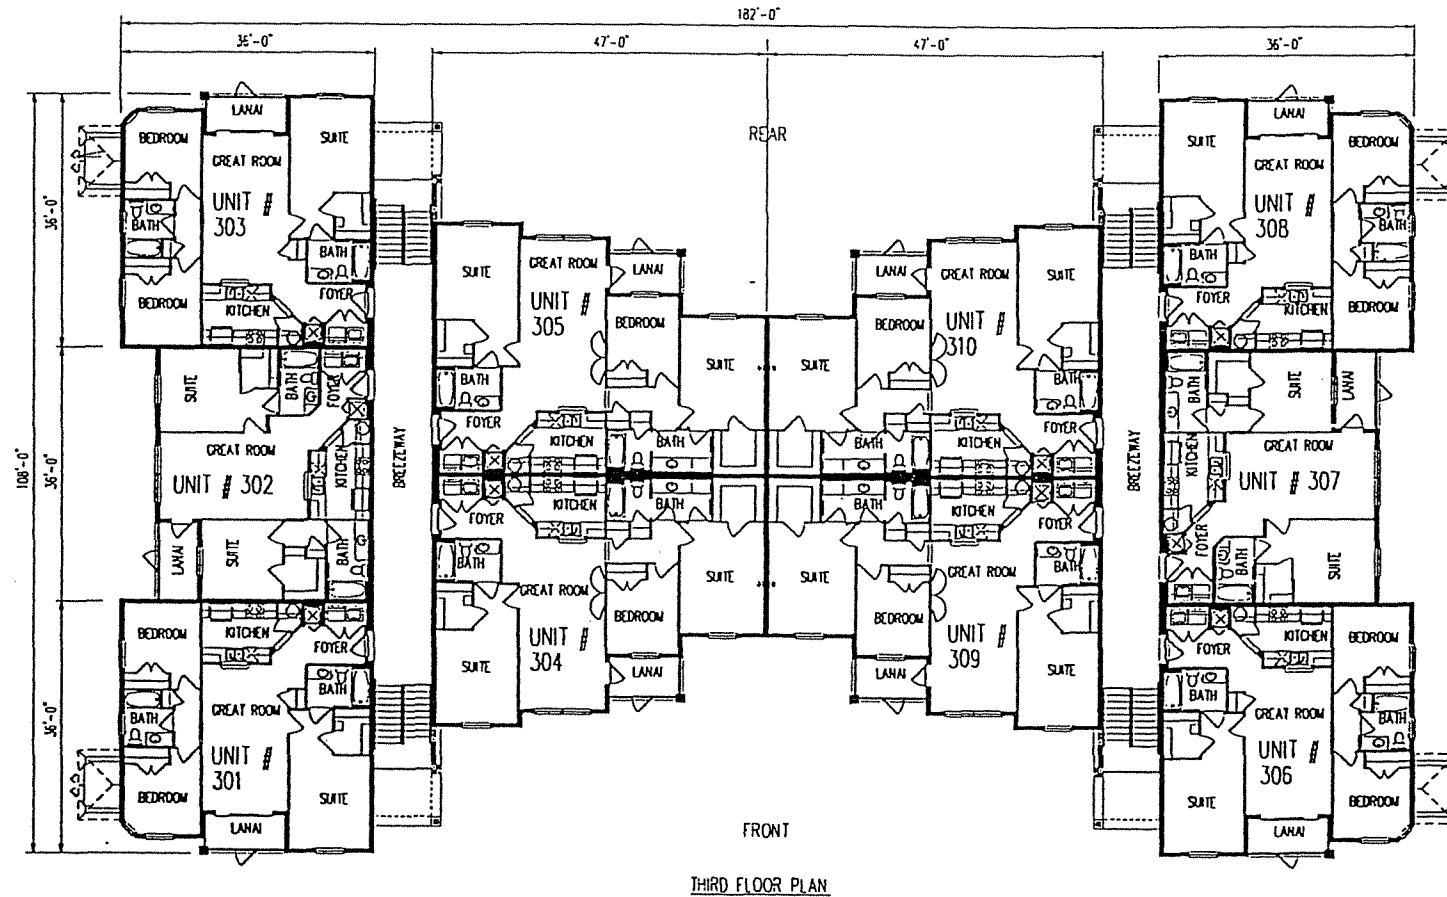 182'-0"
36'-0"
47'-0"
47'-0"
36'-0"
108'-0"
36'-0"
36'-0"
36'-0"
REAR
LANAI
BEDROOM
SUITE
GREAT ROOM
UNIT #
303
BATH
BATH
BEDROOM
FOYER
KITCHEN
LANAI
SUITE
BEDROOM
GREAT ROOM
UNIT #
308
BATH
BATH
FOYER
KITCHEN
BEDROOM
SUITE
GREAT ROOM
LANAI
UNIT #
305
BEDROOM
SUITE
BATH
FOYER
KITCHEN
BATH
LANAI
GREAT ROOM
SUITE
BEDROOM
UNIT #
310
SUITE
BATH
BATH
KITCHEN
FOYER
SUITE
BATH
FOYER
GREAT ROOM
KITCHEN
UNIT # 302
LANAI
SUITE
BATH
BREEZEWAY
BREEZEWAY
BATH
SUITE
LANAI
GREAT ROOM
KITCHEN
UNIT # 307
FOYER
BATH
SUITE
KITCHEN
FOYER
BATH
BATH
GREAT ROOM
SUITE
BEDROOM
UNIT #
304
SUITE
LANAI
BATH
KITCHEN
FOYER
BATH
SUITE
GREAT ROOM
BEDROOM
UNIT #
309
SUITE
LANAI
BEDROOM
KITCHEN
FOYER
BATH
BATH
GREAT ROOM
UNIT #
301
BEDROOM
SUITE
LANAI
KITCHEN
BEDROOM
FOYER
BATH
GREAT ROOM
BATH
UNIT #
306
SUITE
BEDROOM
LANAI
FRONT
THIRD FLOOR PLAN